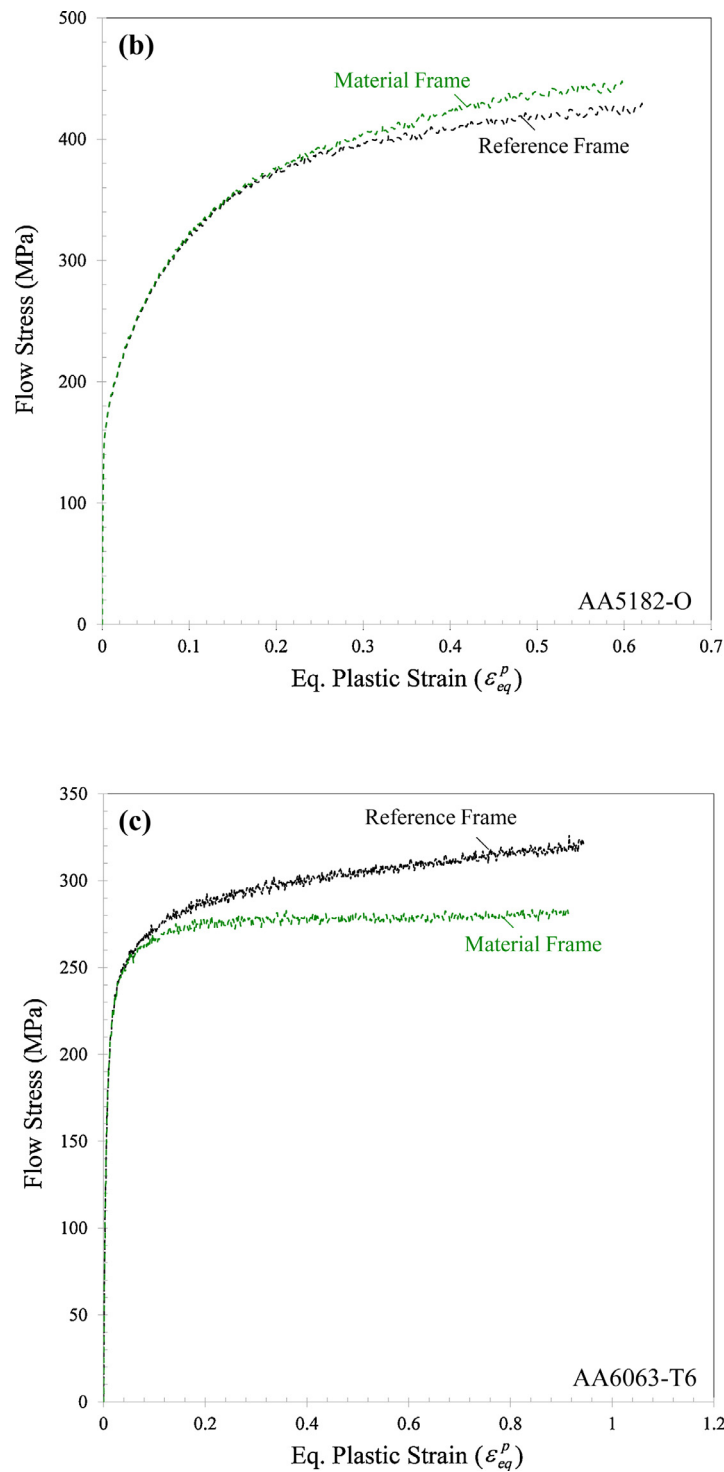 (b)
500
400
300
200
100
0
Flow Stress (MPa)
Material Frame
Reference Frame
AA5182-O
0 0.1 0.2 0.3 0.4 0.5 0.6 0.7
Eq. Plastic Strain (ε_eq^p)
(c)
350
300
250
200
150
100
50
0
Flow Stress (MPa)
Reference Frame
Material Frame
AA6063-T6
0 0.2 0.4 0.6 0.8 1 1.2
Eq. Plastic Strain (ε_eq^p)